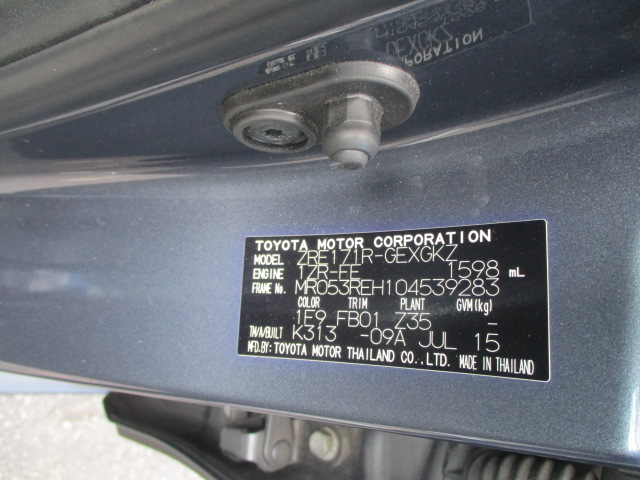 TOYOTA MOTOR CORPORATION
MODEL ZRE171R-GEXGKZ
ENGINE 1ZR-FE 1598 mL
FRAME No. MR053REH104539283
COLOR TRIM PLANT GVM(kg)
1F9 FB01 Z35 -
T/A/BUILT K313 -09A JUL 15
MFD.BY: TOYOTA MOTOR THAILAND CO.,LTD. MADE IN THAILAND